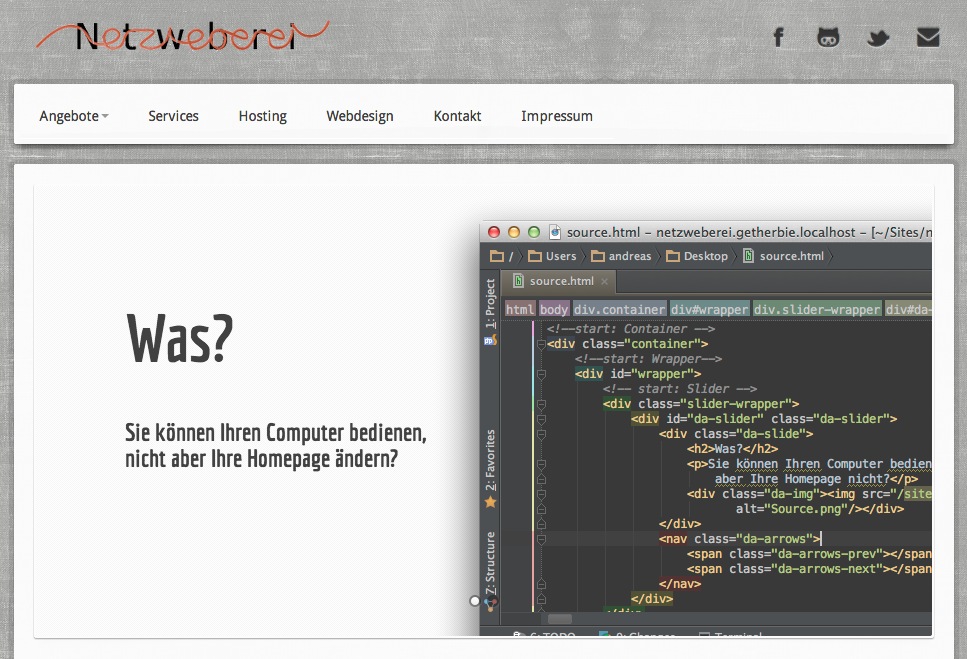 Netzweberei
Angebote Services Hosting Webdesign Kontakt Impressum
Was?
Sie können Ihren Computer bedienen,
nicht aber Ihre Homepage ändern?
source.html – netzweberei.getherbie.localhost – [~/Sites/n
/ Users andreas Desktop source.html
source.html
html body div.container div#wrapper div.slider-wrapper div#da-
1: Project
2: Favorites
7: Structure
<!--start: Container -->
<div class="container">
<!--start: Wrapper-->
<div id="wrapper">
<!-- start: Slider -->
<div class="slider-wrapper">
<div id="da-slider" class="da-slider">
<div class="da-slide">
<h2>Was?</h2>
<p>Sie können Ihren Computer bedien
aber Ihre Homepage nicht?</p>
<div class="da-img"><img src="/site
alt="Source.png"/></div>
</div>
<nav class="da-arrows">
<span class="da-arrows-prev"></span
<span class="da-arrows-next"></span
</nav>
</div>
</div>
6: TODO 9: Changes Terminal